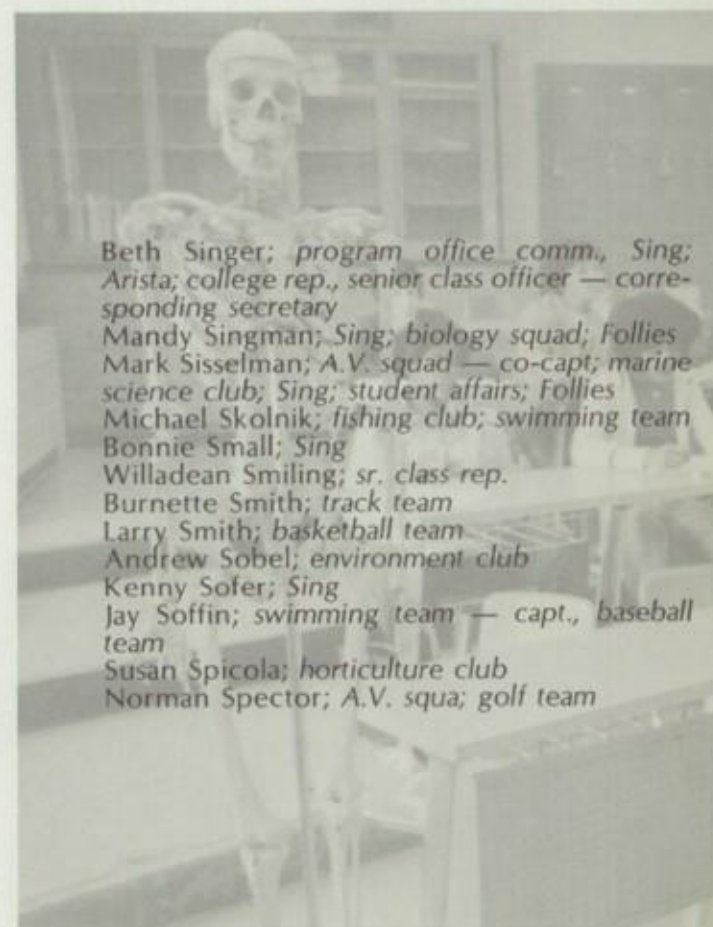 Beth Singer; program office comm., Sing;
Arista; college rep., senior class officer — corre-
sponding secretary
Mandy Singman; Sing; biology squad; Follies
Mark Sisselman; A.V. squad — co-capt; marine
science club; Sing; student affairs; Follies
Michael Skolnik; fishing club; swimming team
Bonnie Small; Sing
Willadean Smiling; sr. class rep.
Burnette Smith; track team
Larry Smith; basketball team
Andrew Sobel; environment club
Kenny Sofer; Sing
Jay Soffin; swimming team — capt., baseball
team
Susan Spicola; horticulture club
Norman Spector; A.V. squa; golf team